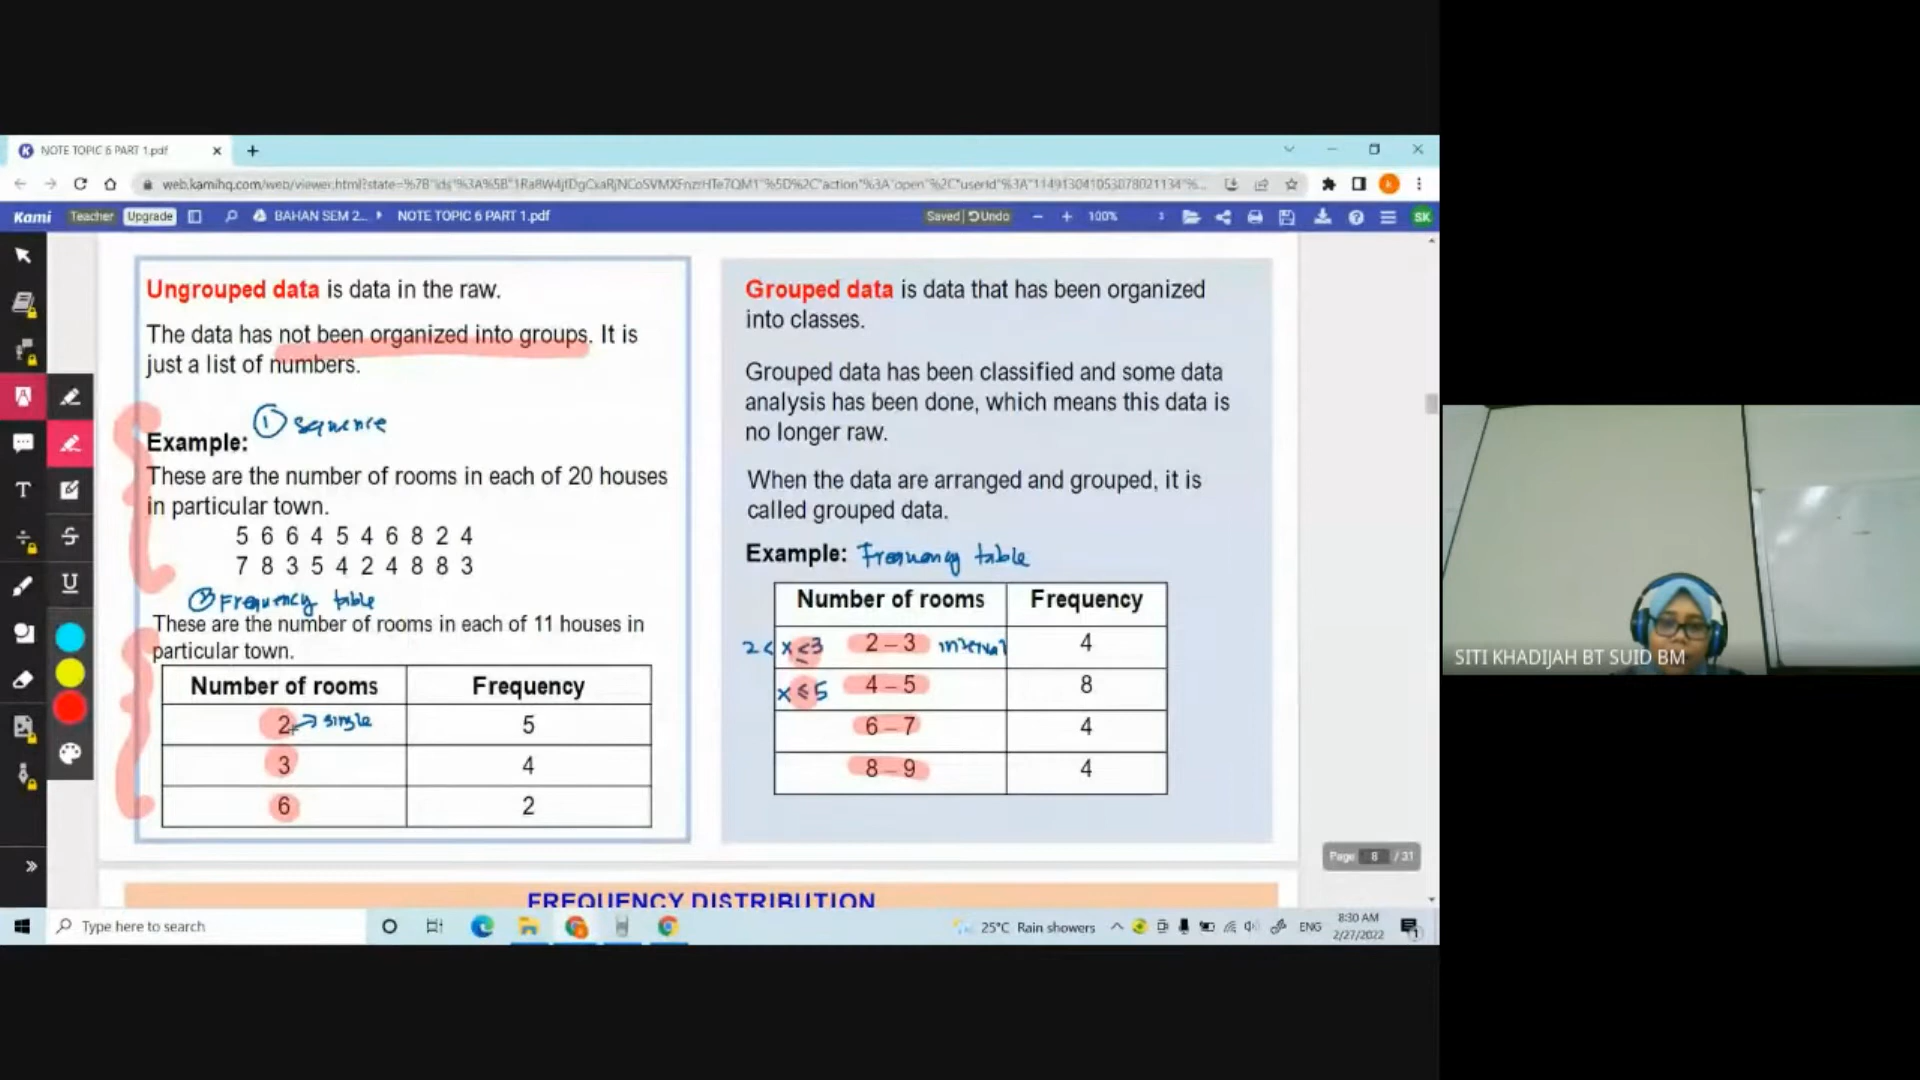 NOTE TOPIC 6 PART 1.pdf
Kami Teacher Upgrade BAHAN SEM 2... NOTE TOPIC 6 PART 1.pdf Saved Undo 100% SK
Ungrouped data is data in the raw.
The data has not been organized into groups. It is
just a list of numbers.
① sequence
Example:
These are the number of rooms in each of 20 houses
in particular town.
5 6 6 4 5 4 6 8 2 4
7 8 3 5 4 2 4 8 8 3
② Frequency table
These are the number of rooms in each of 11 houses in
particular town.
Number of rooms Frequency
2 → single 5
3 4
6 2
Grouped data is data that has been organized
into classes.
Grouped data has been classified and some data
analysis has been done, which means this data is
no longer raw.
When the data are arranged and grouped, it is
called grouped data.
Example: Frequency table
Number of rooms Frequency
2 < x ≤ 3 2 – 3 interval 4
x ≤ 5 4 – 5 8
6 – 7 4
8 – 9 4
Page 8 / 31
FREQUENCY DISTRIBUTION
Type here to search 25°C Rain showers ENG 8:30 AM
2/27/2022
SITI KHADIJAH BT SUID BM